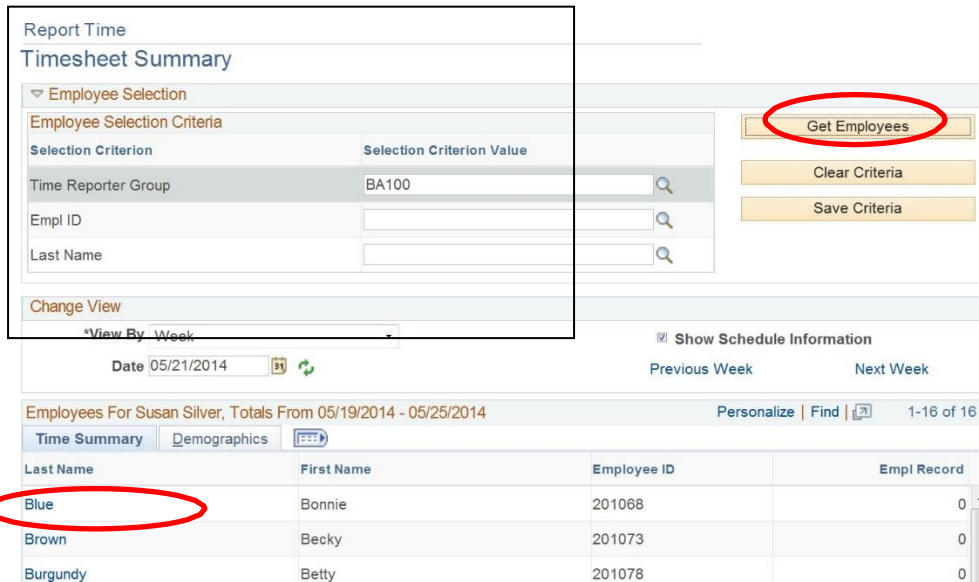 Report Time
Timesheet Summary
Employee Selection
Employee Selection Criteria
Get Employees
Selection Criterion Selection Criterion Value
Clear Criteria
Time Reporter Group BA100
Save Criteria
Empl ID
Last Name
Change View
*View By Week
Show Schedule Information
Date 05/21/2014 31
Previous Week Next Week
Employees For Susan Silver, Totals From 05/19/2014 - 05/25/2014 Personalize | Find | 1-16 of 16
Time Summary Demographics
Last Name First Name Employee ID Empl Record
Blue Bonnie 201068 0
Brown Becky 201073 0
Burgundy Betty 201078 0